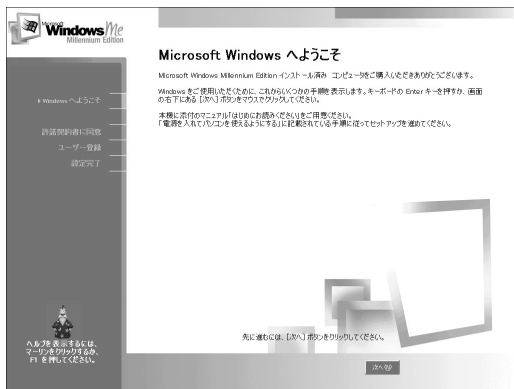 Microsoft
Windows Me
Millennium Edition
Microsoft Windows へようこそ
Microsoft Windows Millennium Edition インストール済み コンピュータをご購入いただきありがとうございます。
Windows をご使用いただくために、これからいくつかの手順を表示します。キーボードの Enter キーを押すか、画面
の右下にある [次へ] ボタンをマウスでクリックしてください。
本機に添付のマニュアル「はじめにお読みください」をご用意ください。
「電源を入れてパソコンを使えるようにする」に記載されている手順に従ってセットアップを進めてください。
Windows へようこそ
許諾契約書に同意
ユーザー登録
設定完了
ヘルプを表示するには、
マーリンをクリックするか、
F1 を押してください。
先に進むには、[次へ] ボタンをクリックしてください。
次へ(N)